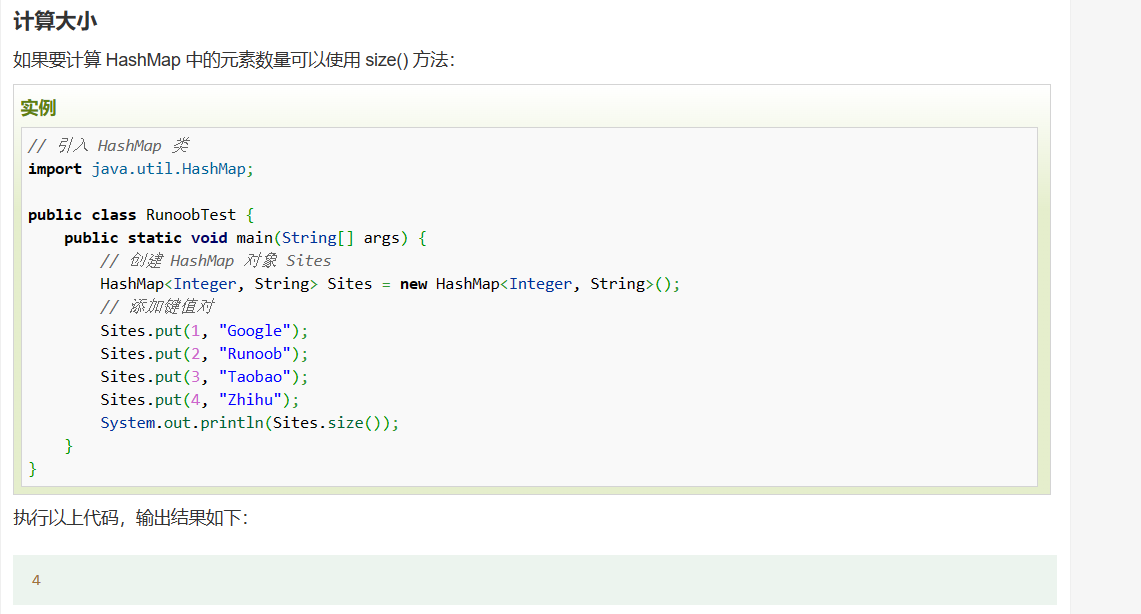 计算大小
如果要计算 HashMap 中的元素数量可以使用 size() 方法：
实例
// 引入 HashMap 类
import java.util.HashMap;
public class RunoobTest {
    public static void main(String[] args) {
        // 创建 HashMap 对象 Sites
        HashMap<Integer, String> Sites = new HashMap<Integer, String>();
        // 添加键值对
        Sites.put(1, "Google");
        Sites.put(2, "Runoob");
        Sites.put(3, "Taobao");
        Sites.put(4, "Zhihu");
        System.out.println(Sites.size());
    }
}
执行以上代码，输出结果如下：
4